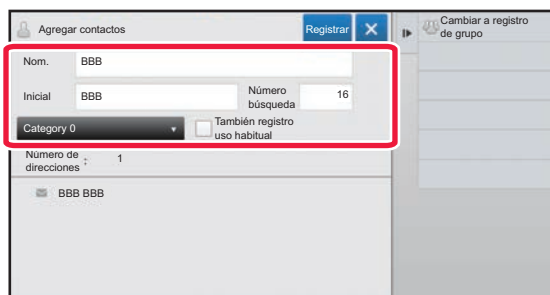 Agregar contactos
Registrar
Cambiar a registro
de grupo
Nom.
BBB
Inicial
BBB
Número
búsqueda
16
Category 0
También registro
uso habitual
Número de
direcciones :
1
BBB BBB